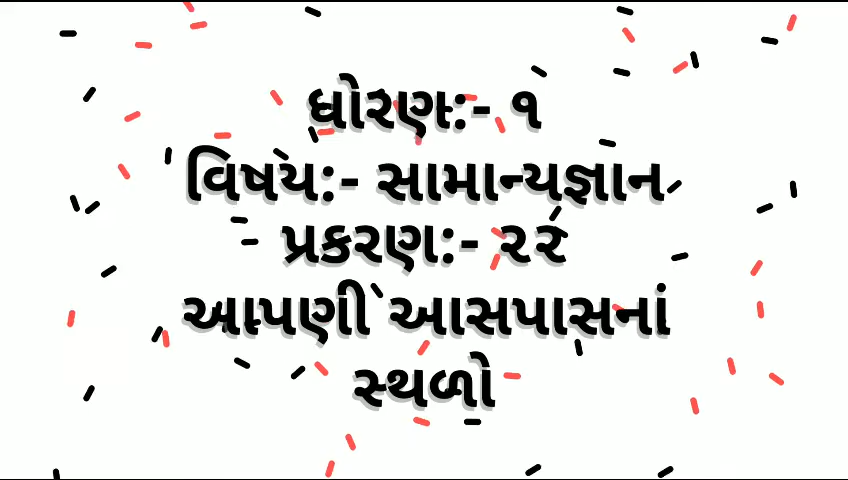 ધોરણ:- ૧
વિષય:- સામાન્યજ્ઞાન
પ્રકરણ:- ૨૨
આપણી આસપાસનાં
સ્થળો